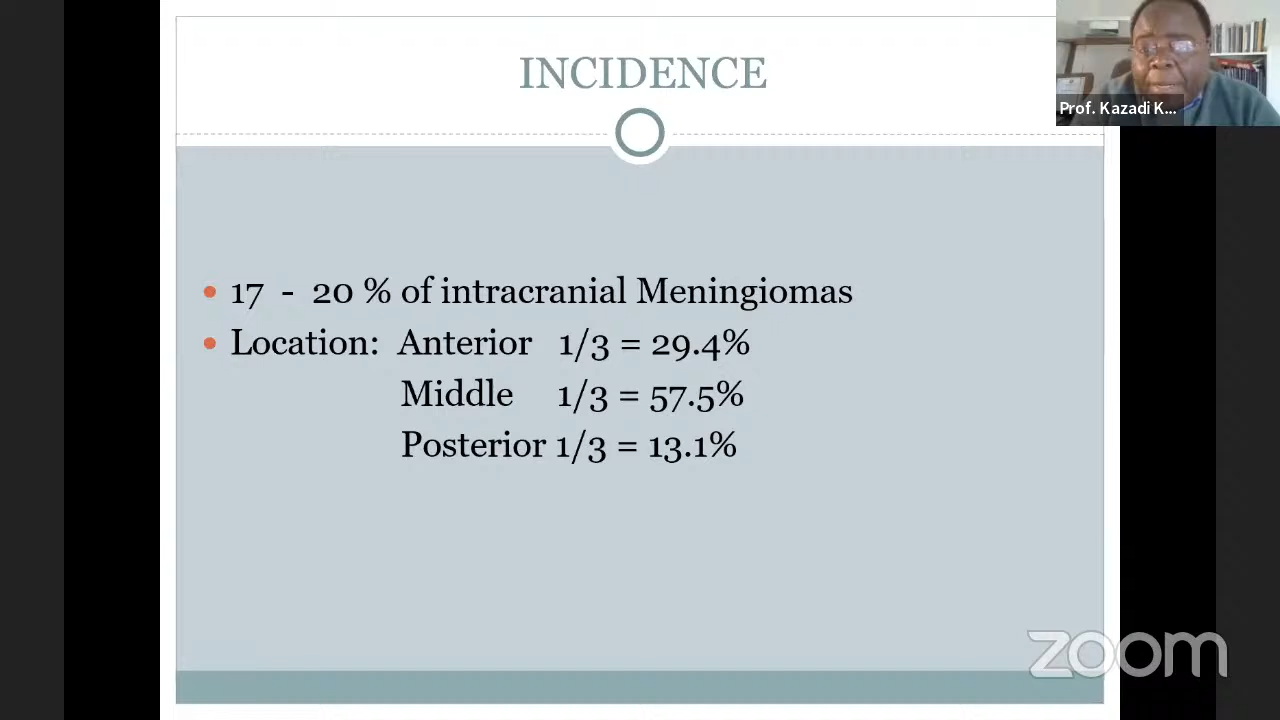 INCIDENCE
Prof. Kazadi K...
17 - 20 % of intracranial Meningiomas
Location: Anterior 1/3 = 29.4%
Middle 1/3 = 57.5%
Posterior 1/3 = 13.1%
zoom